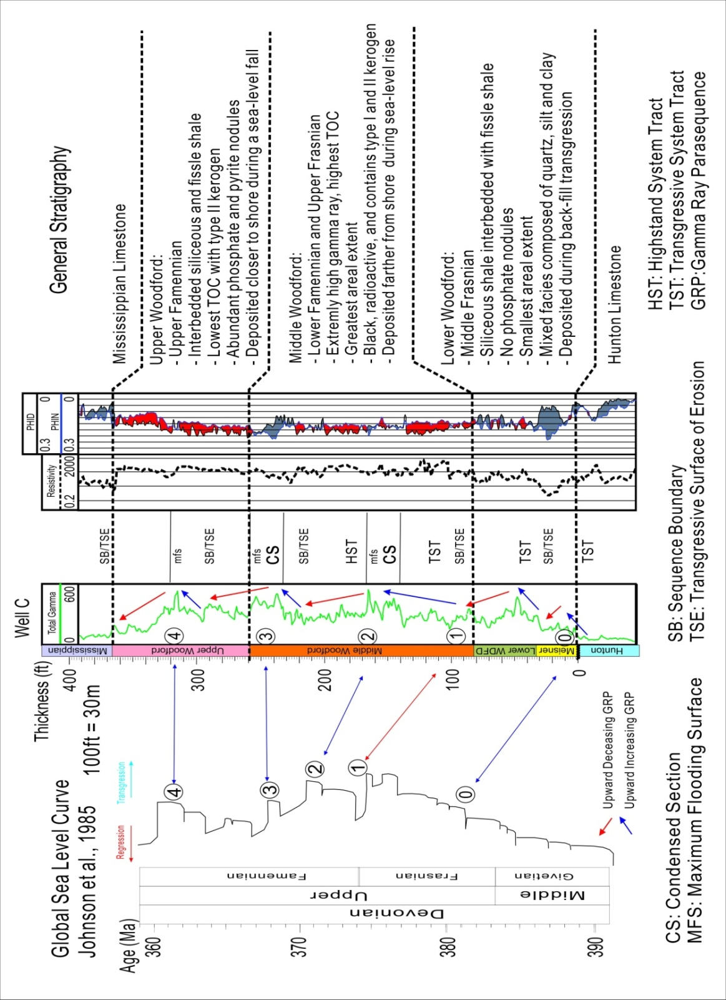 Global Sea Level Curve
Johnson et al., 1985
100ft = 30m
Age (Ma)
360
370
380
390
Devonian
Upper
Middle
Famennian
Frasnian
Givetian
Regression
Transgression
4
3
2
1
0
Upward Deceasing GRP
Upward Increasing GRP
Thickness (ft)
400
300
200
100
0
Well C
Mississippian
Upper Woodford
Middle Woodford
Lower WDFD
Meisner
Hunton
Total Gamma
0
600
4
3
2
1
0
SB/TSE
mfs
SB/TSE
mfs
CS
SB/TSE
HST
mfs
CS
TST
SB/TSE
TST
SB/TSE
TST
Resistivity
0.2
2000
PHID
0.3
0
PHIN
0.3
0
General Stratigraphy
Mississippian Limestone
Upper Woodford:
- Upper Famennian
- Interbedded siliceous and fissle shale
- Lowest TOC with type II kerogen
- Abundant phosphate and pyrite nodules
- Deposited closer to shore during a sea-level fall
Middle Woodford:
- Lower Famennian and Upper Frasnian
- Extremly high gamma ray, highest TOC
- Greatest areal extent
- Black, radioactive, and contains type I and II kerogen
- Deposited farther from shore during sea-level rise
Lower Woodford:
- Middle Frasnian
- Siliceous shale interbedded with fissle shale
- No phosphate nodules
- Smallest areal extent
- Mixed facies composed of quartz, silt and clay
- Deposited during back-fill transgression
Hunton Limestone
CS: Condensed Section
MFS: Maximum Flooding Surface
SB: Sequence Boundary
TSE: Transgressive Surface of Erosion
HST: Highstand System Tract
TST: Transgressive System Tract
GRP:Gamma Ray Parasequence